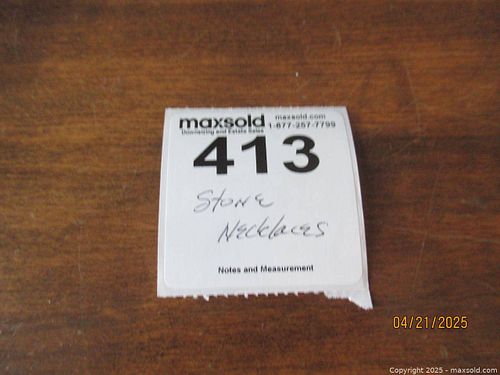 maxsold maxsold.com
Downsizing and Estate Sales 1-877-257-7799
413
Stone
Necklaces
Notes and Measurement
04/21/2025
Copyright 2025 - maxsold.com